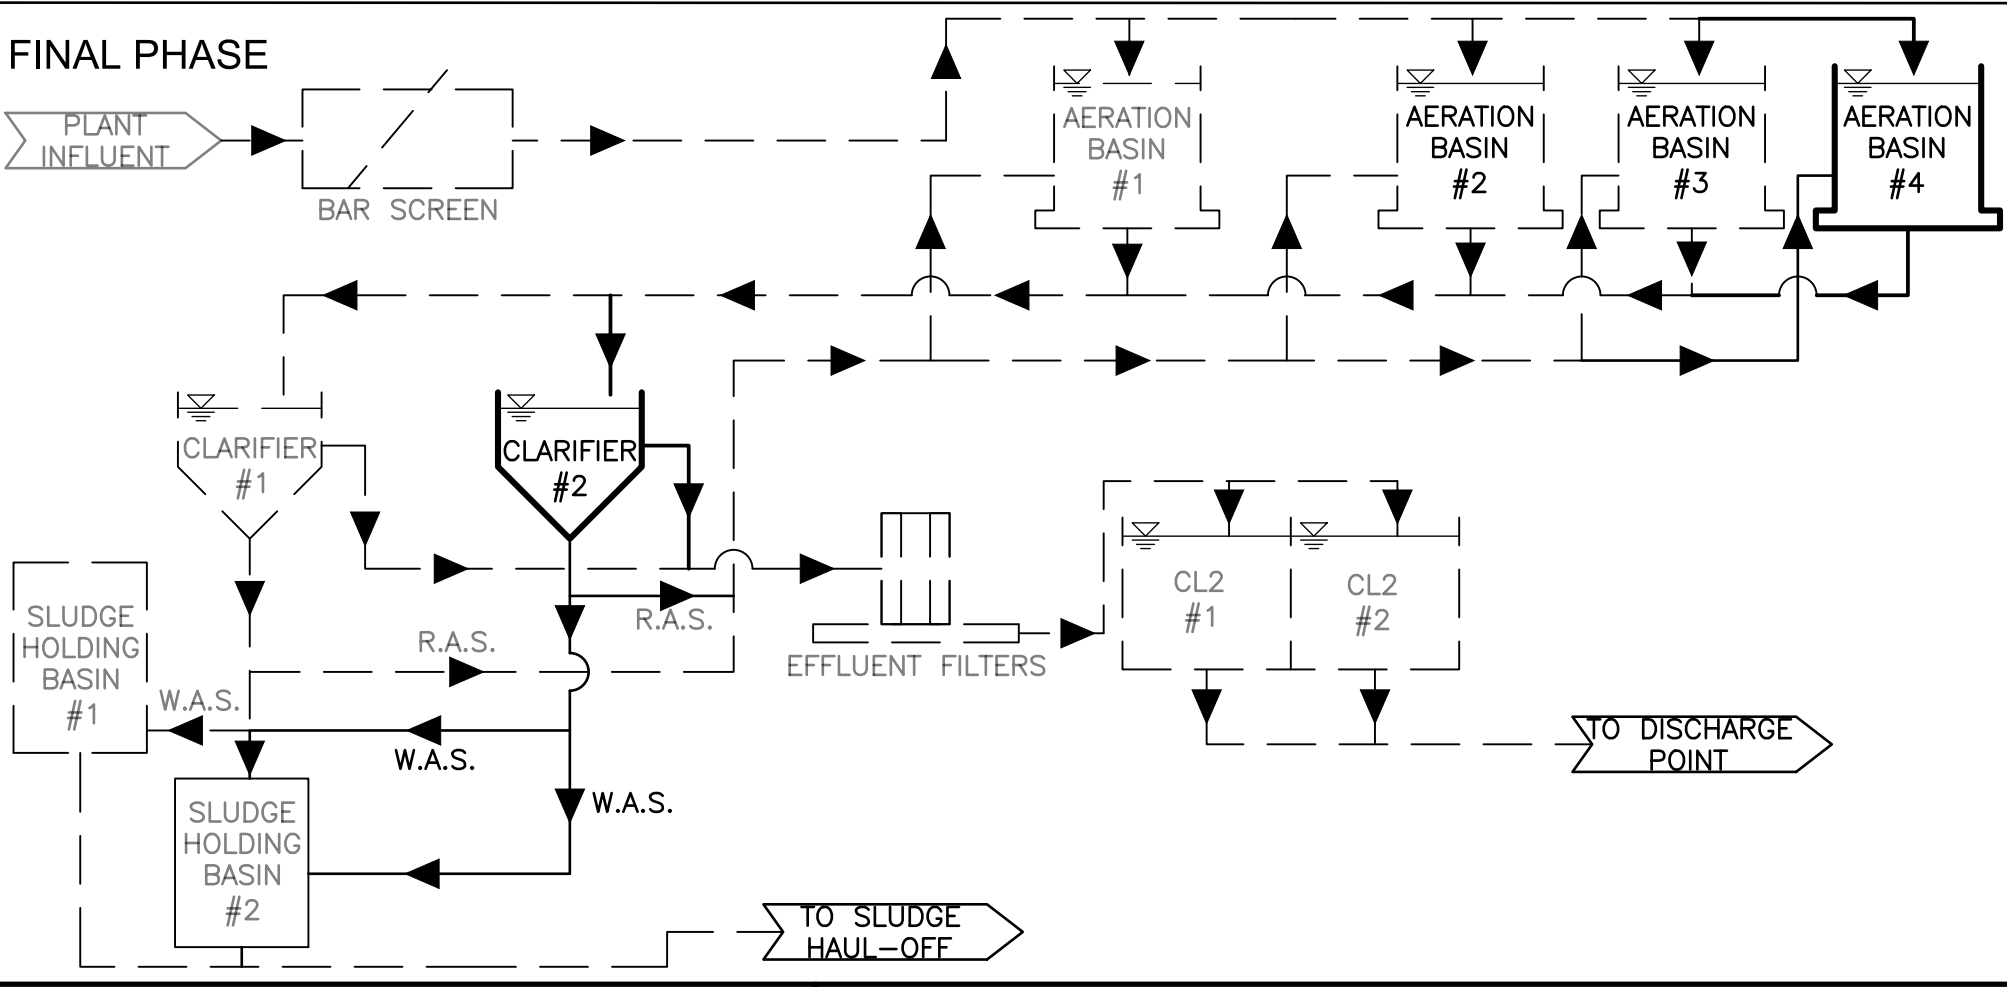 FINAL PHASE
PLANT
INFLUENT
BAR SCREEN
AERATION
BASIN
#1
AERATION
BASIN
#2
AERATION
BASIN
#3
AERATION
BASIN
#4
CLARIFIER
#1
CLARIFIER
#2
SLUDGE
HOLDING
BASIN
#1
R.A.S.
R.A.S.
W.A.S.
W.A.S.
W.A.S.
EFFLUENT FILTERS
CL2
#1
CL2
#2
TO DISCHARGE
POINT
SLUDGE
HOLDING
BASIN
#2
TO SLUDGE
HAUL-OFF